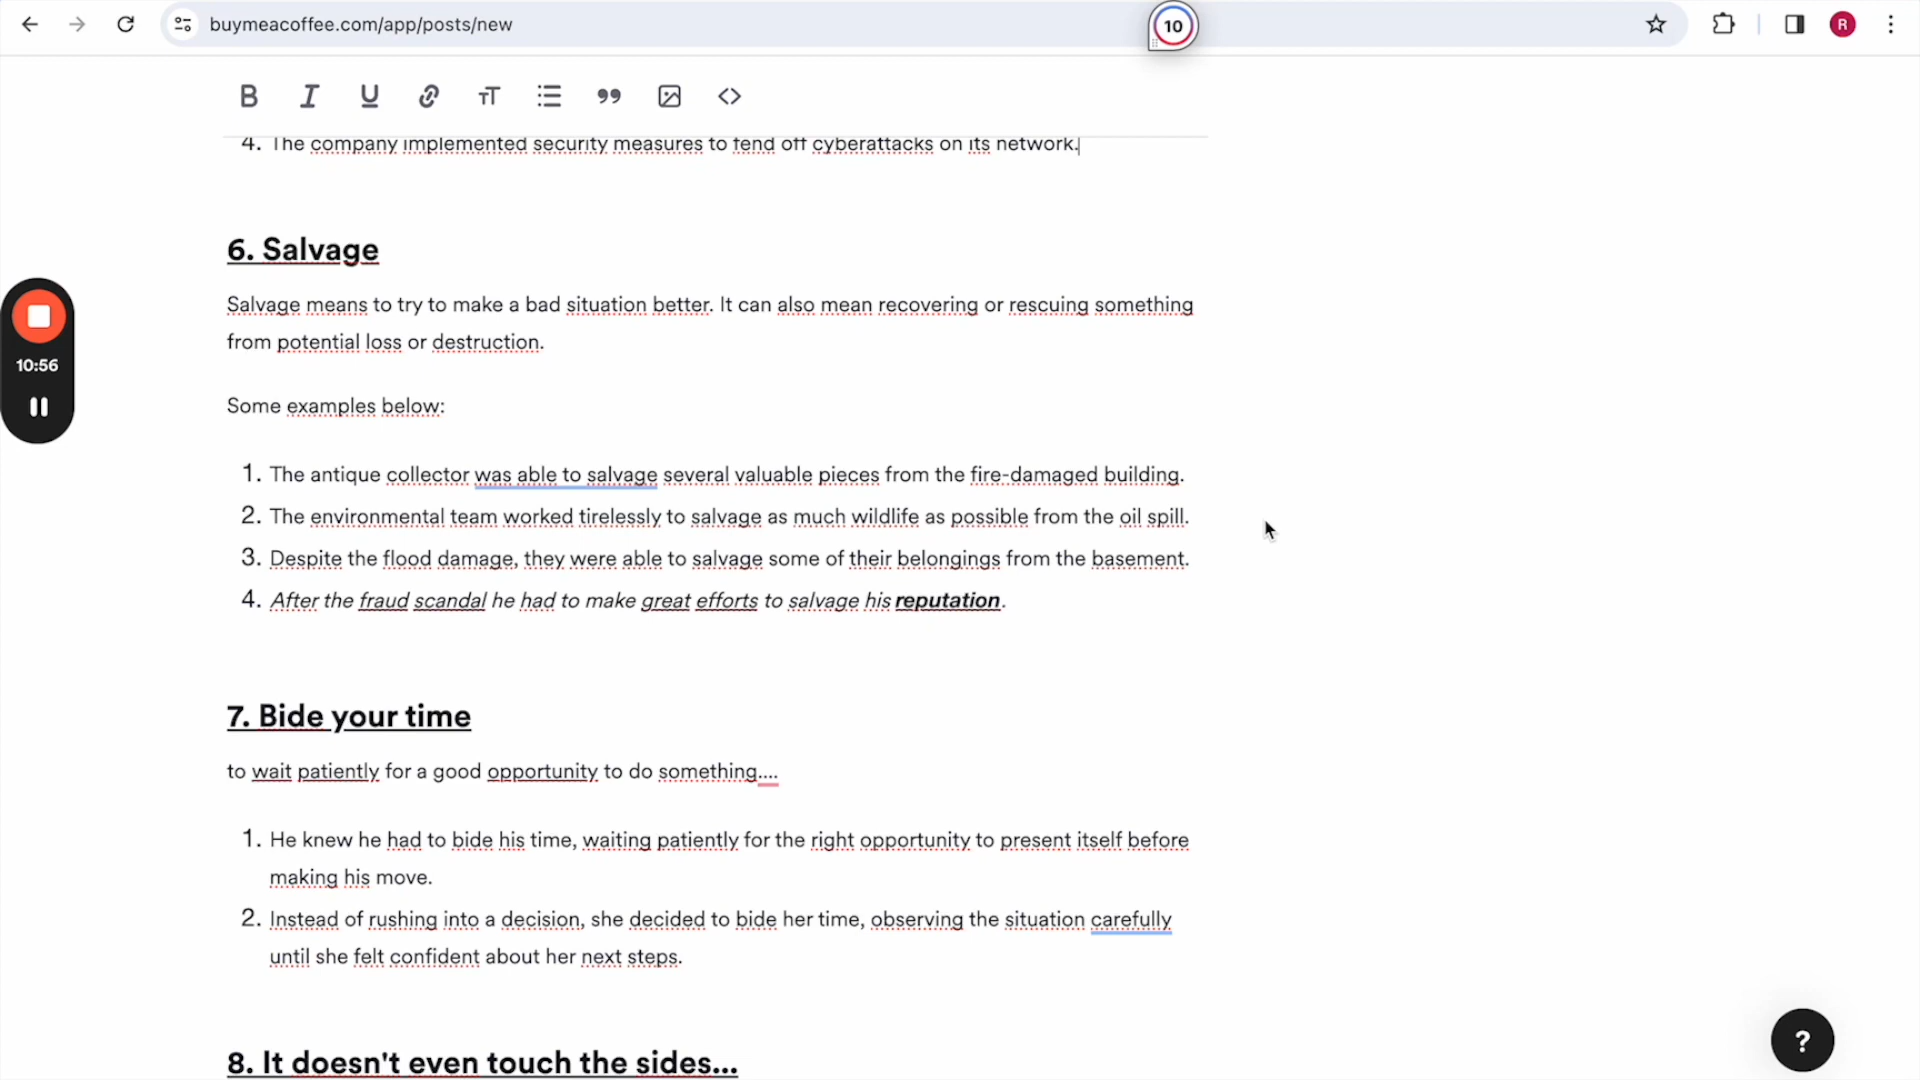 buymeacoffee.com/app/posts/new
10
R
4. The company implemented security measures to fend off cyberattacks on its network.
6. Salvage
Salvage means to try to make a bad situation better. It can also mean recovering or rescuing something
from potential loss or destruction.
10:56
Some examples below:
1. The antique collector was able to salvage several valuable pieces from the fire-damaged building.
2. The environmental team worked tirelessly to salvage as much wildlife as possible from the oil spill.
3. Despite the flood damage, they were able to salvage some of their belongings from the basement.
4. After the fraud scandal he had to make great efforts to salvage his reputation.
7. Bide your time
to wait patiently for a good opportunity to do something....
1. He knew he had to bide his time, waiting patiently for the right opportunity to present itself before
making his move.
2. Instead of rushing into a decision, she decided to bide her time, observing the situation carefully
until she felt confident about her next steps.
8. It doesn't even touch the sides...
?